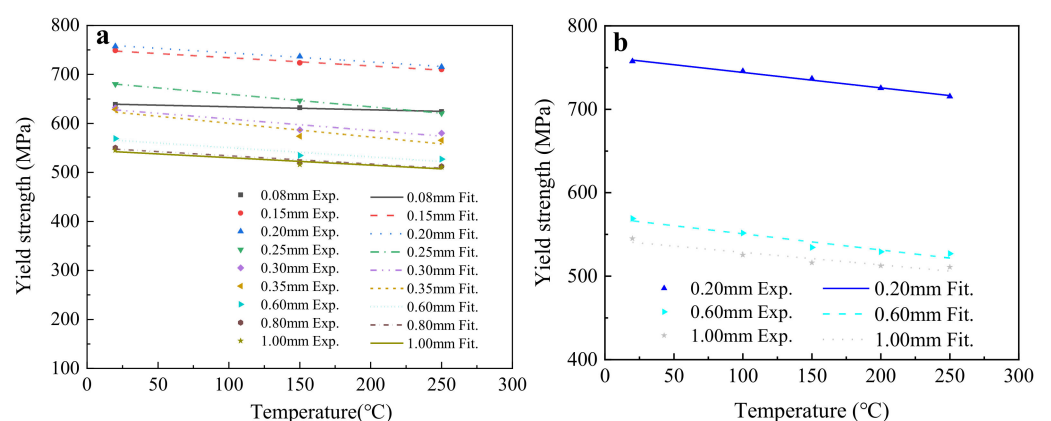 a
Yield strength (MPa)
800
700
600
500
400
300
200
100
0.08mm Exp. 0.08mm Fit.
0.15mm Exp. 0.15mm Fit.
0.20mm Exp. 0.20mm Fit.
0.25mm Exp. 0.25mm Fit.
0.30mm Exp. 0.30mm Fit.
0.35mm Exp. 0.35mm Fit.
0.60mm Exp. 0.60mm Fit.
0.80mm Exp. 0.80mm Fit.
1.00mm Exp. 1.00mm Fit.
0 50 100 150 200 250 300
Temperature(℃)
b
Yield strength (MPa)
800
700
600
500
400
0.20mm Exp. 0.20mm Fit.
0.60mm Exp. 0.60mm Fit.
1.00mm Exp. 1.00mm Fit.
0 50 100 150 200 250 300
Temperature (℃)